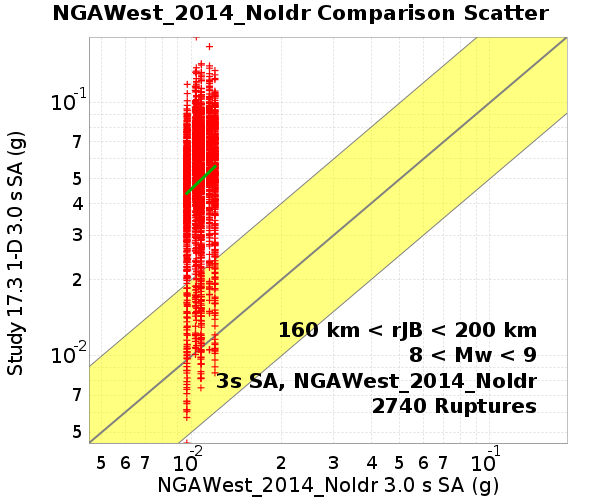 NGAWest_2014_NoIdr Comparison Scatter
Study 17.3 1-D 3.0 s SA (g)
10-1
7
5
4
3
2
10-2
7
5
160 km < rJB < 200 km
8 < Mw < 9
3s SA, NGAWest_2014_NoIdr
2740 Ruptures
5 6 7 10-2 2 3 4 5 6 7 10-1
NGAWest_2014_NoIdr 3.0 s SA (g)